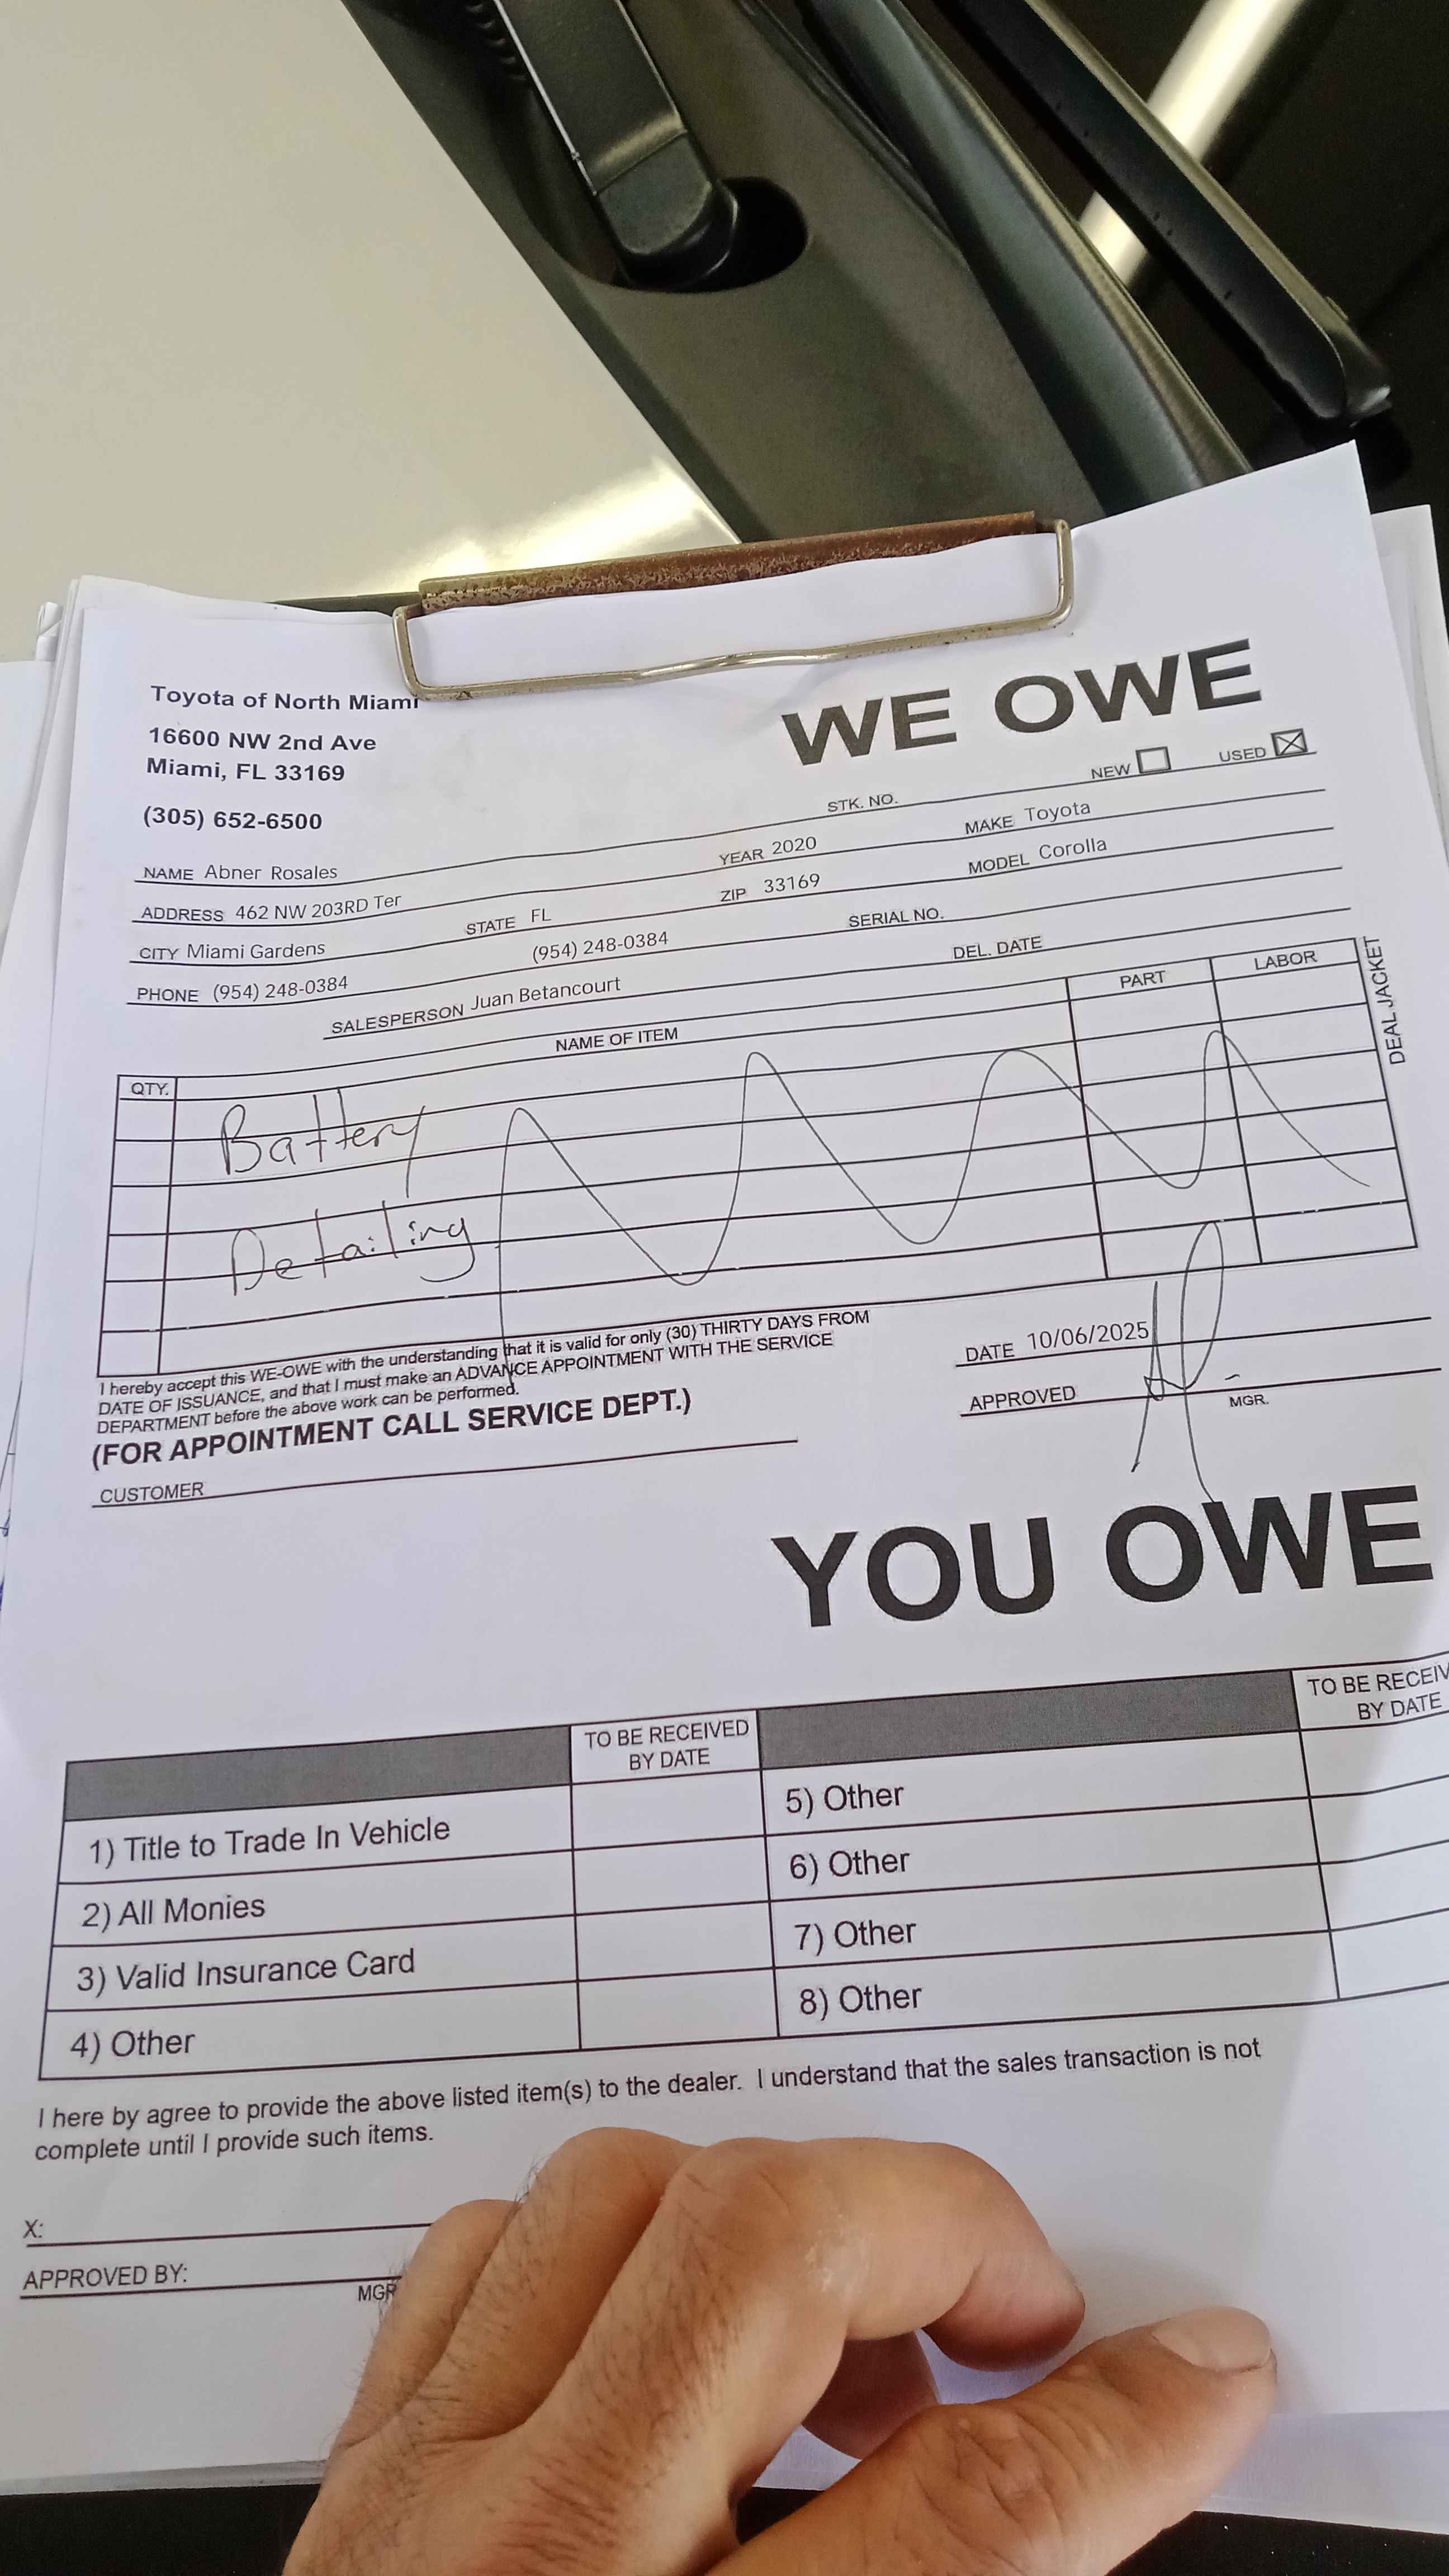 Toyota of North Miami
16600 NW 2nd Ave
Miami, FL 33169
(305) 652-6500
WE OWE
NEW USED
STK. NO.
NAME Abner Rosales YEAR 2020 MAKE Toyota
ADDRESS 462 NW 203RD Ter ZIP 33169 MODEL Corolla
CITY Miami Gardens STATE FL SERIAL NO.
PHONE (954) 248-0384 (954) 248-0384 DEL. DATE
SALESPERSON Juan Betancourt
QTY. NAME OF ITEM PART LABOR
DEAL JACKET
Battery
Detailing
I hereby accept this WE-OWE with the understanding that it is valid for only (30) THIRTY DAYS FROM
DATE OF ISSUANCE, and that I must make an ADVANCE APPOINTMENT WITH THE SERVICE
DEPARTMENT before the above work can be performed.
(FOR APPOINTMENT CALL SERVICE DEPT.)
DATE 10/06/2025
APPROVED MGR.
CUSTOMER
YOU OWE
TO BE RECEIVED
BY DATE
TO BE RECEIV
BY DATE
1) Title to Trade In Vehicle
2) All Monies
3) Valid Insurance Card
4) Other
5) Other
6) Other
7) Other
8) Other
I here by agree to provide the above listed item(s) to the dealer. I understand that the sales transaction is not
complete until I provide such items.
X:
APPROVED BY:
MGR